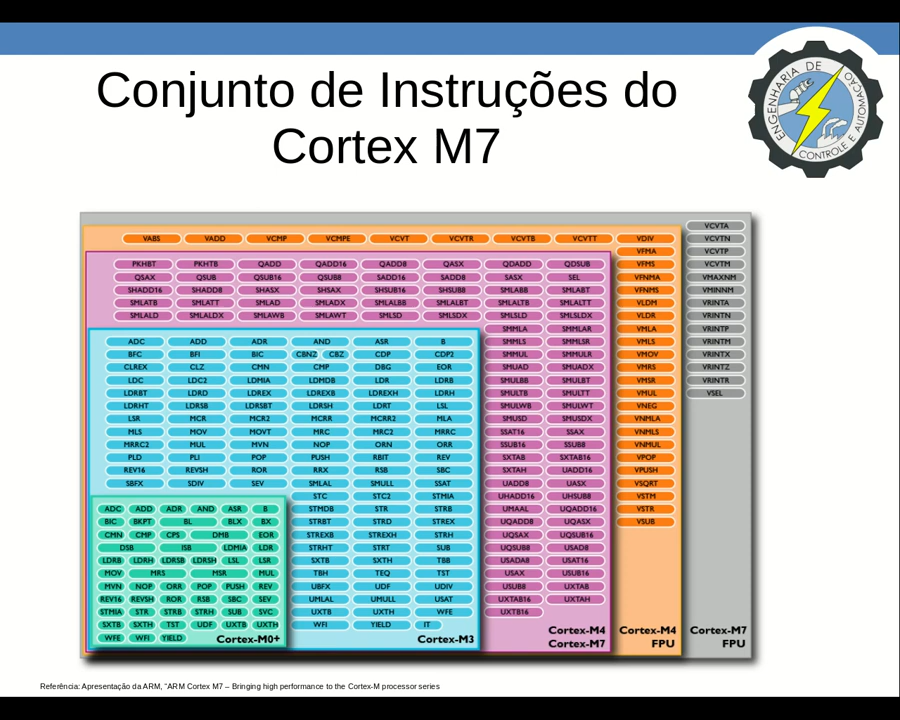 Conjunto de Instruções do
Cortex M7
ENGENHARIA DE
CONTROLE E AUTOMAÇÃO
VCVTA
VABS VADD VCMP VCMPE VCVT VCVTR VCVTB VCVTT VDIV VCVTN
VFMA VCVTP
PKHBT PKHTB QADD QADD16 QADD8 QASX QDADD QDSUB VFMS VCVTM
QSAX QSUB QSUB16 QSUB8 SADD16 SADD8 SASX SEL VFNMA VMAXNM
SHADD16 SHADD8 SHASX SHSAX SHSUB16 SHSUB8 SMLABB SMLABT VFNMS VMINNM
SMLATB SMLATT SMLAD SMLADX SMLALBB SMLALBT SMLALTB SMLALTT VLDM VRINTA
SMLALD SMLALDX SMLAWB SMLAWT SMLSD SMLSDX SMLSLD SMLSLDX VLDR VRINTN
SMMLA SMMLAR VMLA VRINTP
ADC ADD ADR AND ASR B SMMLS SMMLSR VMLS VRINTM
BFC BFI BIC CBNZ CBZ CDP CDP2 SMMUL SMMULR VMOV VRINTX
CLREX CLZ CMN CMP DBG EOR SMUAD SMUADX VMRS VRINTZ
LDC LDC2 LDMIA LDMDB LDR LDRB SMULBB SMULBT VMSR VRINTR
LDRBT LDRD LDREX LDREXB LDREXH LDRH SMULTB SMULTT VMUL VSEL
LDRHT LDRSB LDRSBT LDRSH LDRT LSL SMULWB SMULWT VNEG
LSR MCR MCR2 MCRR MCRR2 MLA SMUSD SMUSDX VNMLA
MLS MOV MOVT MRC MRC2 MRRC SSAT16 SSAX VNMLS
MRRC2 MUL MVN NOP ORN ORR SSUB16 SSUB8 VNMUL
PLD PLI POP PUSH RBIT REV SXTAB SXTAB16 VPOP
REV16 REVSH ROR RRX RSB SBC SXTAH UADD16 VPUSH
SBFX SDIV SEV SMLAL SMULL SSAT UADD8 UASX VSQRT
STC STC2 STMIA UHADD16 UHSUB8 VSTM
ADC ADD ADR AND ASR B STMDB STR STRB UMAAL UQADD16 VSTR
BIC BKPT BL BLX BX STRBT STRD STREX UQADD8 UQASX VSUB
CMN CMP CPS DMB EOR STREXB STREXH STRH UQSAX UQSUB16
DSB ISB LDMIA LDR STRHT STRT SUB UQSUB8 USAD8
LDRB LDRH LDRSB LDRSH LSL LSR SXTB SXTH TBB USADA8 USAT16
MOV MRS MSR MUL TBH TEQ TST USAX USUB16
MVN NOP ORR POP PUSH REV UBFX UDF UDIV USUB8 UXTAB
REV16 REVSH ROR RSB SBC SEV UMLAL UMULL USAT UXTAB16 UXTAH
STMIA STR STRB STRH SUB SVC UXTB UXTH WFE UXTB16
SXTB SXTH TST UDF UXTB UXTH WFI YIELD IT
WFE WFI YIELD
Cortex-M0+
Cortex-M3
Cortex-M4
Cortex-M7
Cortex-M4
FPU
Cortex-M7
FPU
Referência: Apresentação da ARM, “ARM Cortex M7 – Bringing high performance to the Cortex-M processor series